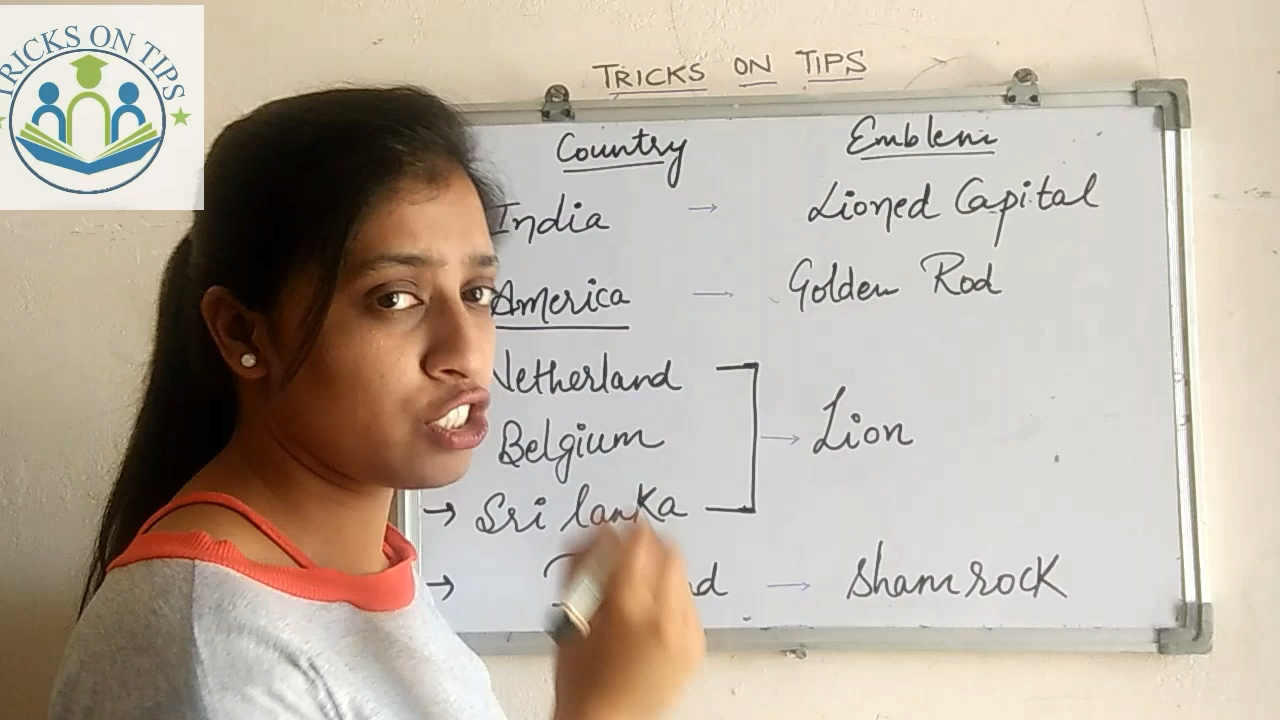 TRICKS ON TIPS
TRICKS ON TIPS
Country Emblem
India → Lioned Capital
America — Golden Rod
Netherland
Belgium → Lion
→ Sri lanka
→ → Shamrock